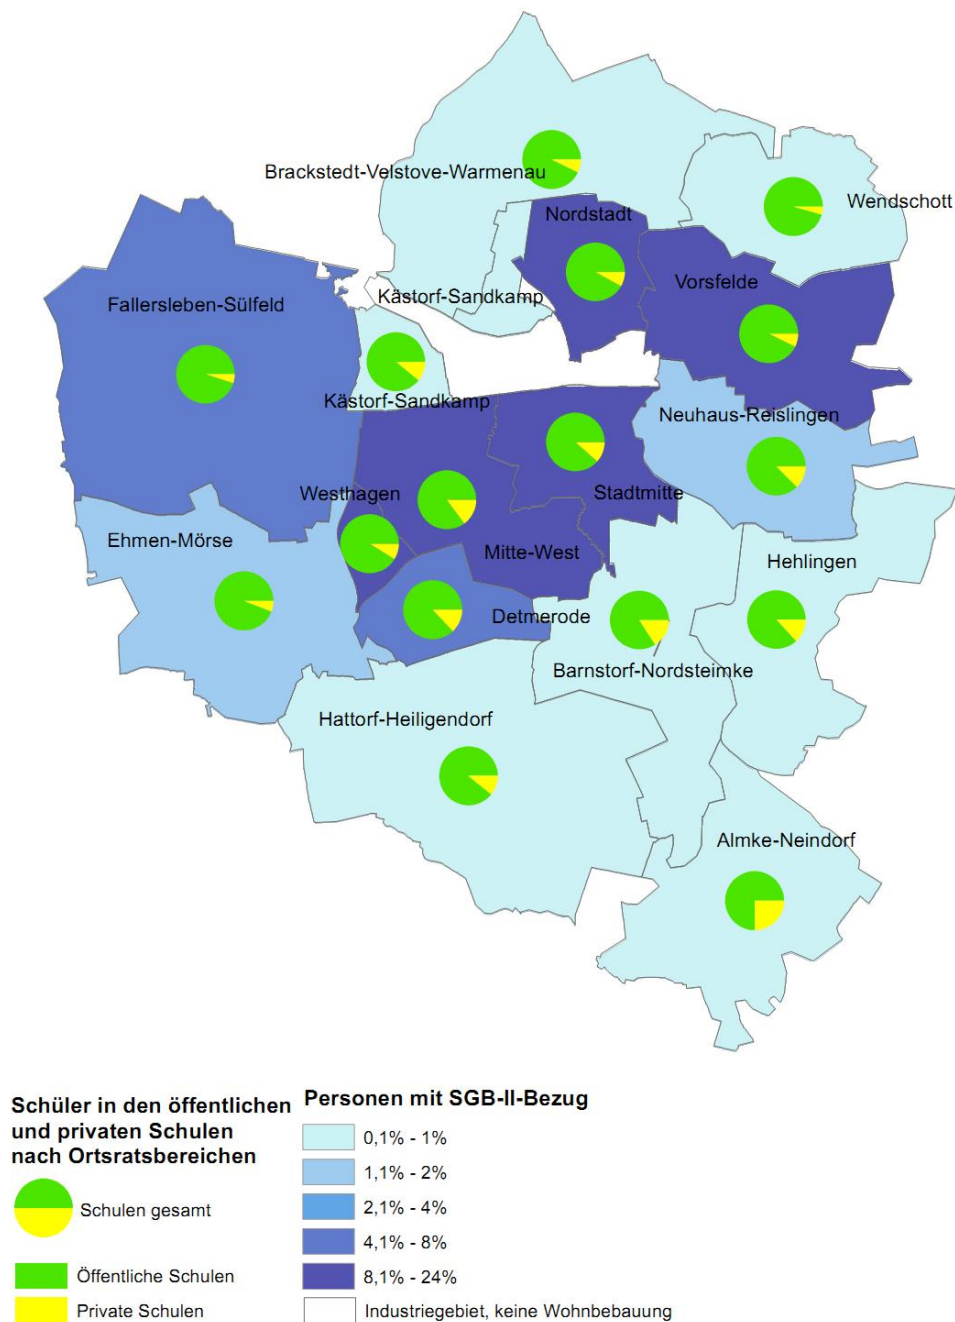 Brackstedt-Velstove-Warmenau
Wendschott
Nordstadt
Vorsfelde
Fallersleben-Sülfeld
Kästorf-Sandkamp
Kästorf-Sandkamp
Neuhaus-Reislingen
Westhagen
Stadtmitte
Ehmen-Mörse
Mitte-West
Hehlingen
Detmerode
Barnstorf-Nordsteimke
Hattorf-Heiligendorf
Almke-Neindorf
Schüler in den öffentlichen
und privaten Schulen
nach Ortsratsbereichen
Schulen gesamt
Öffentliche Schulen
Private Schulen
Personen mit SGB-II-Bezug
0,1% - 1%
1,1% - 2%
2,1% - 4%
4,1% - 8%
8,1% - 24%
Industriegebiet, keine Wohnbebauung